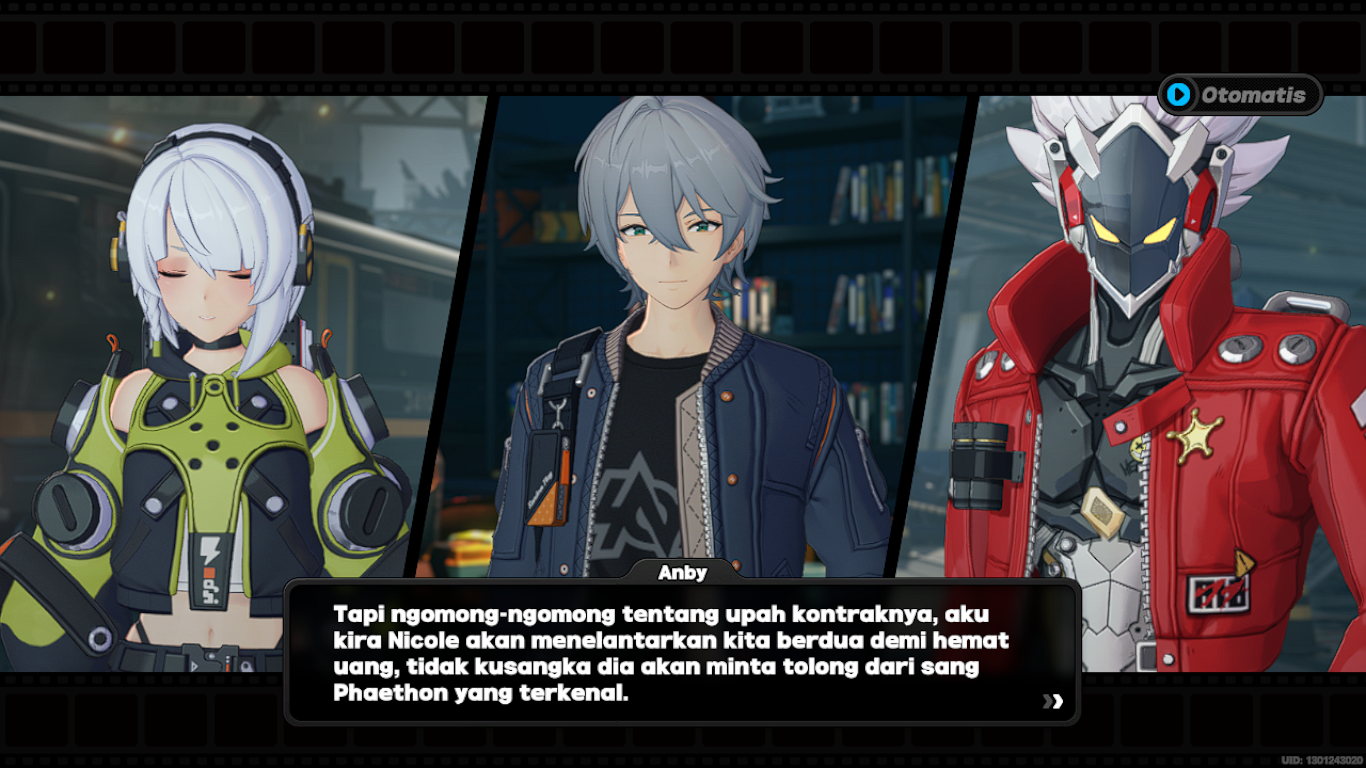 Otomatis
Anby
Tapi ngomong-ngomong tentang upah kontraknya, aku
kira Nicole akan menelantarkan kita berdua demi hemat
uang, tidak kusangka dia akan minta tolong dari sang
Phaethon yang terkenal.
UID: 1301243020